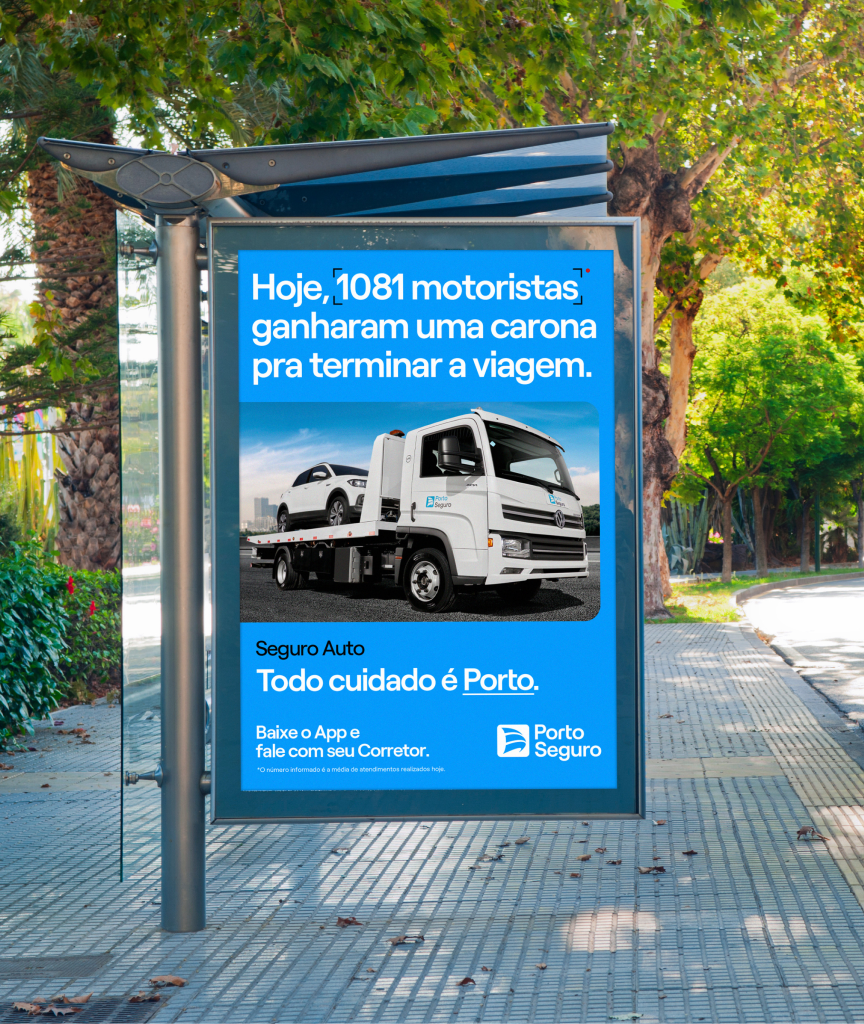 Hoje, 1081 motoristas
ganharam uma carona
pra terminar a viagem.
Porto
Seguro
Seguro Auto
Todo cuidado é Porto.
Baixe o App e
fale com seu Corretor.
*O número informado é a média de atendimentos realizados hoje.
Porto
Seguro